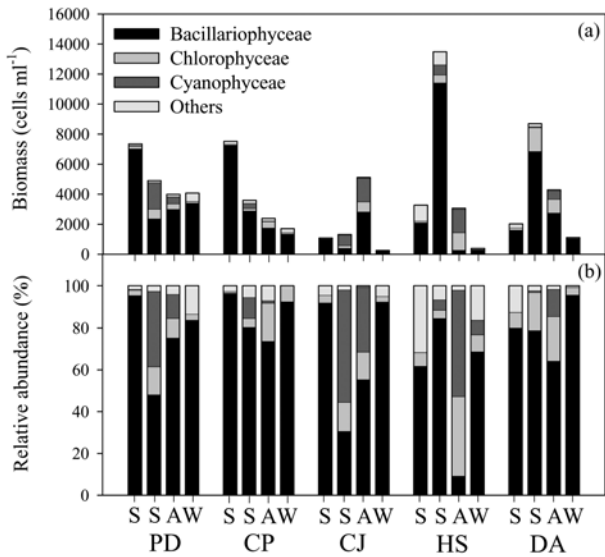 16000
14000
12000
10000
8000
6000
4000
2000
0
Biomass (cells ml-1)
Bacillariophyceae
Chlorophyceae
Cyanophyceae
Others
(a)
100
80
60
40
20
0
Relative abundance (%)
(b)
S S A W S S A W S S A W S S A W S S A W
PD CP CJ HS DA